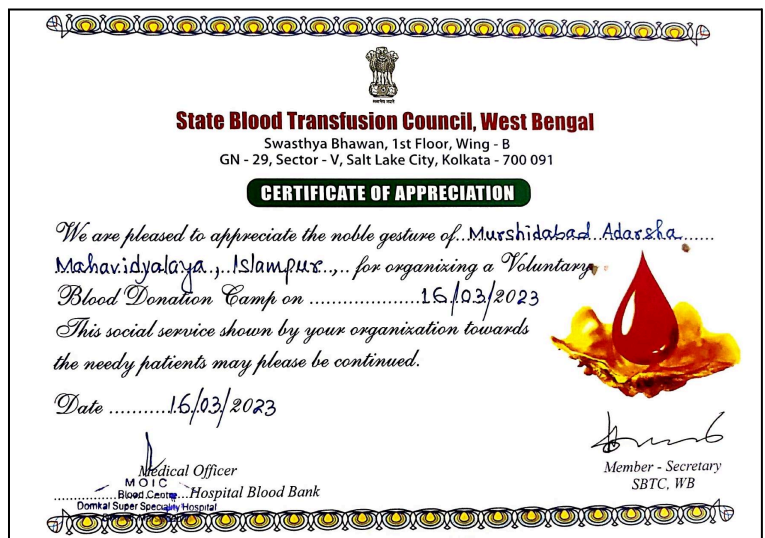 सत्यमेव जयते
State Blood Transfusion Council, West Bengal
Swasthya Bhawan, 1st Floor, Wing - B
GN - 29, Sector - V, Salt Lake City, Kolkata - 700 091
CERTIFICATE OF APPRECIATION
We are pleased to appreciate the noble gesture of..Murshidabad Adarsha......
Mahavidyalaya.,.Islampur..,.. for organizing a Voluntary
Blood Donation Camp on ....................16/03/2023
This social service shown by your organization towards
the needy patients may please be continued.
Date ..........16/03/2023
Medical Officer
MOIC
Blood Centre
....................Hospital Blood Bank
Domkal Super Speciality Hospital
Member - Secretary
SBTC, WB